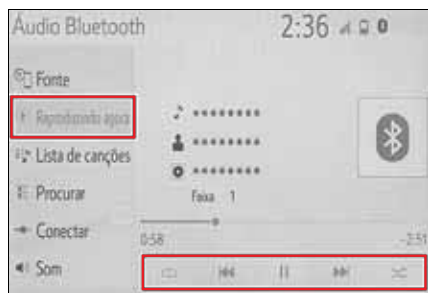 Áudio Bluetooth
2:36
Fonte
Reproduzindo agora
Lista de canções
Procurar
Conectar
Som
********
********
********
Faixa 1
0:58
-2:51